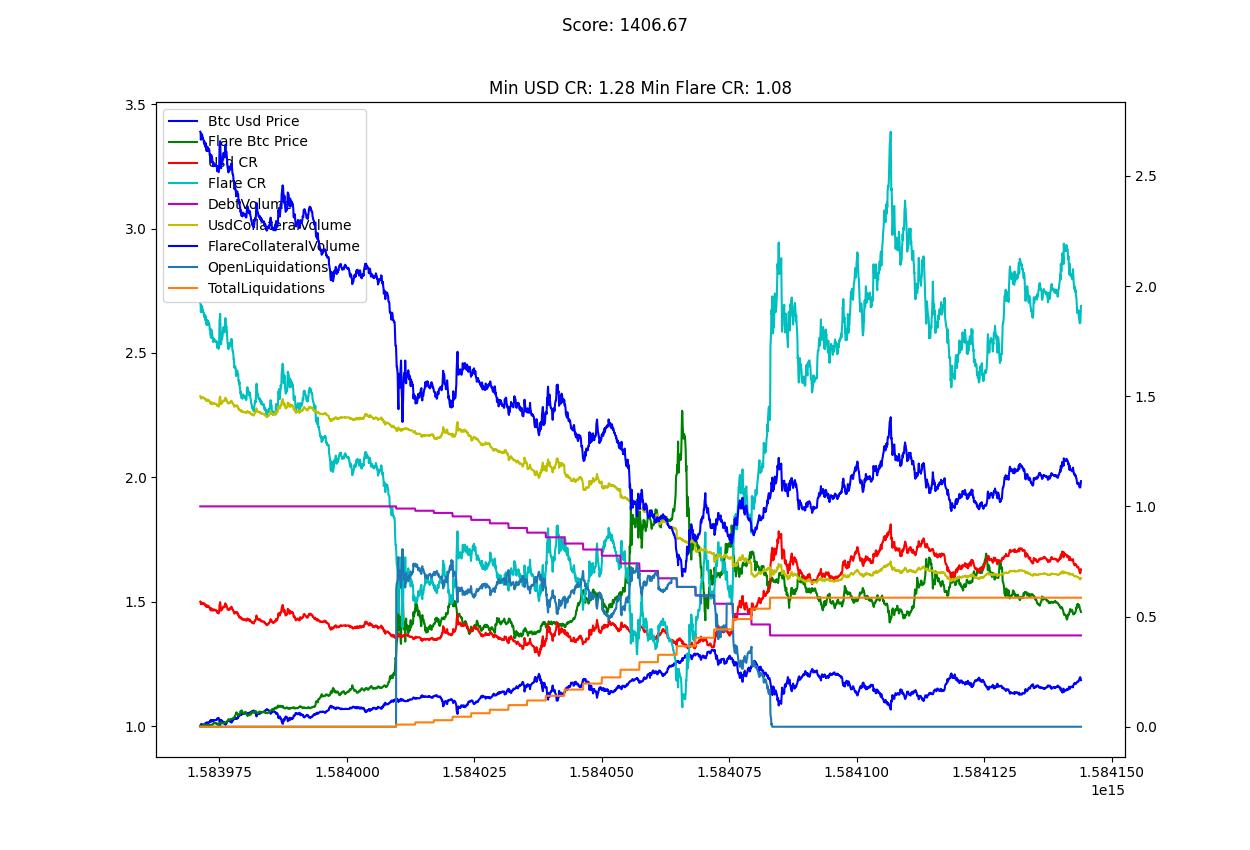 Score: 1406.67
Min USD CR: 1.28 Min Flare CR: 1.08
Btc Usd Price
Flare Btc Price
Usd CR
Flare CR
DebtVolume
UsdCollateralVolume
FlareCollateralVolume
OpenLiquidations
TotalLiquidations
3.5
3.0
2.5
2.0
1.5
1.0
2.5
2.0
1.5
1.0
0.5
0.0
1.583975
1.584000
1.584025
1.584050
1.584075
1.584100
1.584125
1.584150
1e15